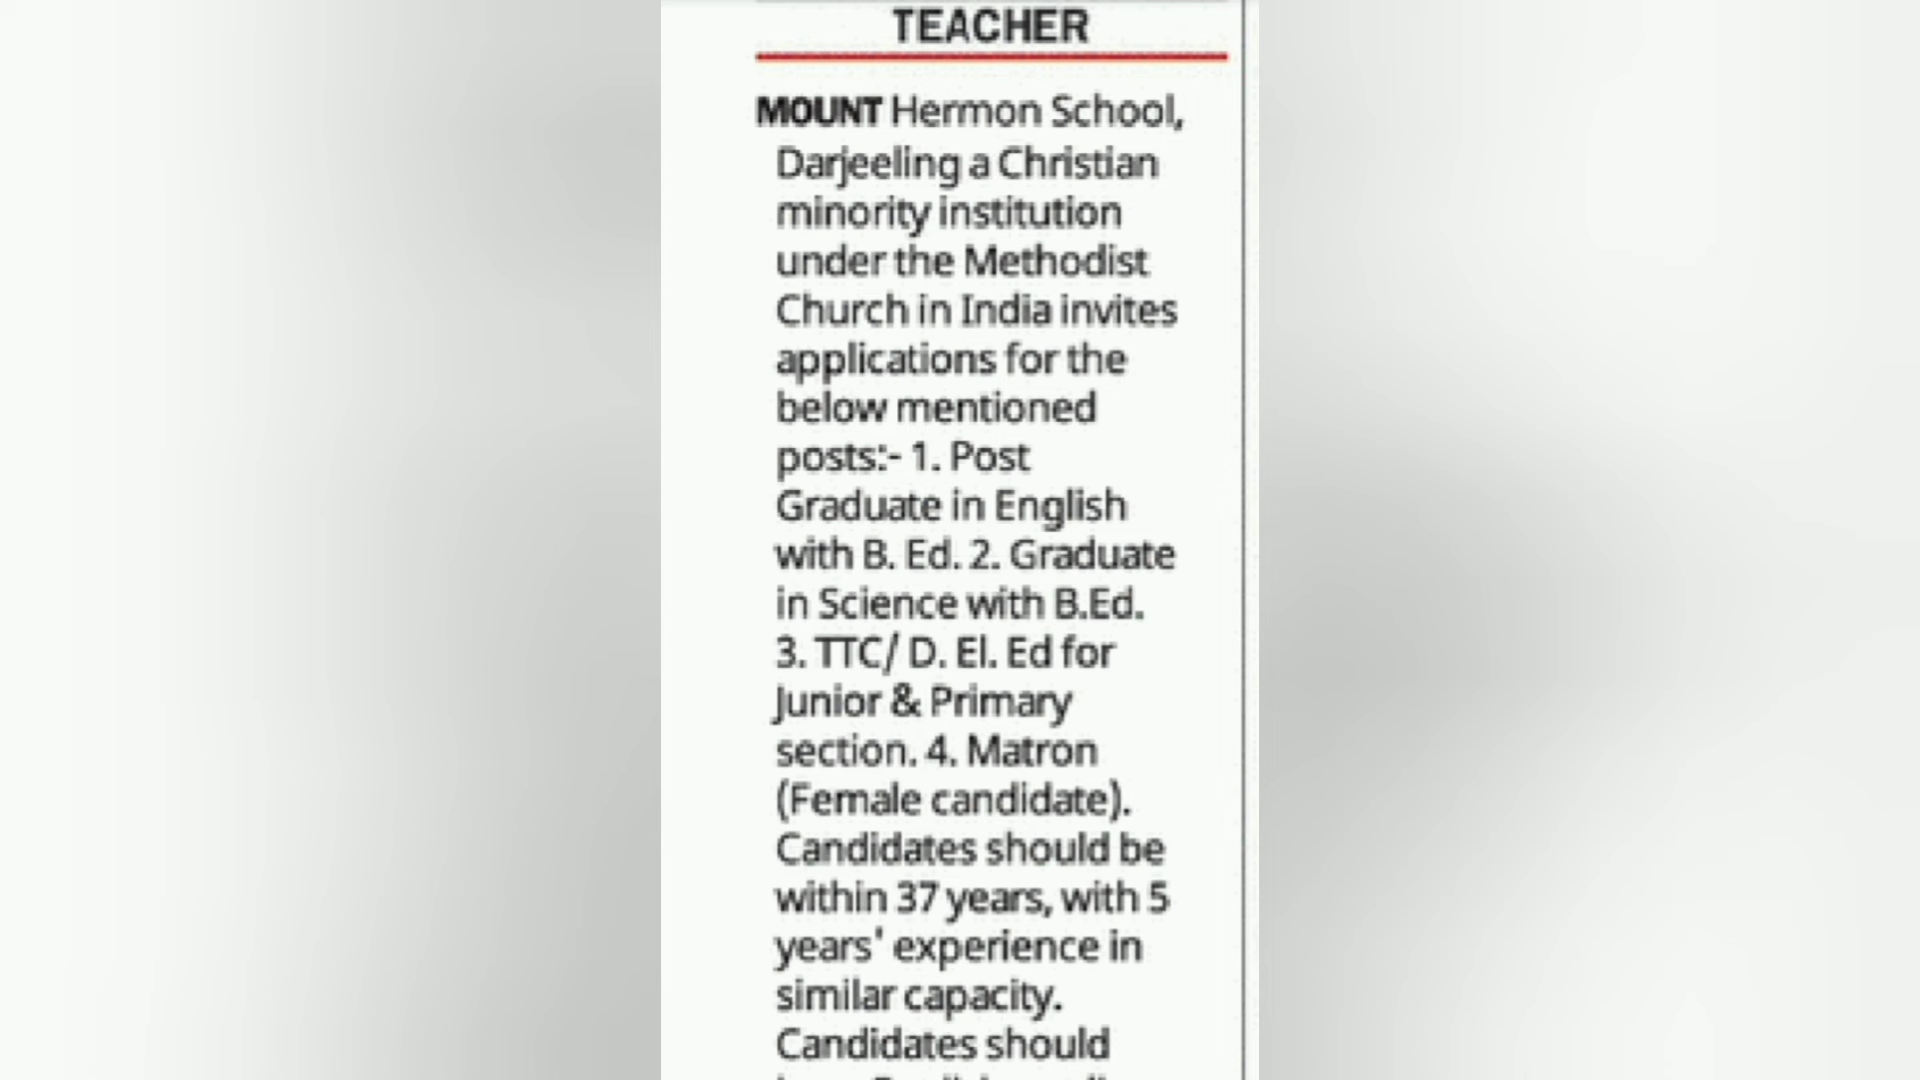 TEACHER
MOUNT Hermon School,
Darjeeling a Christian
minority institution
under the Methodist
Church in India invites
applications for the
below mentioned
posts:- 1. Post
Graduate in English
with B. Ed. 2. Graduate
in Science with B.Ed.
3. TTC/ D. El. Ed for
Junior & Primary
section. 4. Matron
(Female candidate).
Candidates should be
within 37 years, with 5
years' experience in
similar capacity.
Candidates should